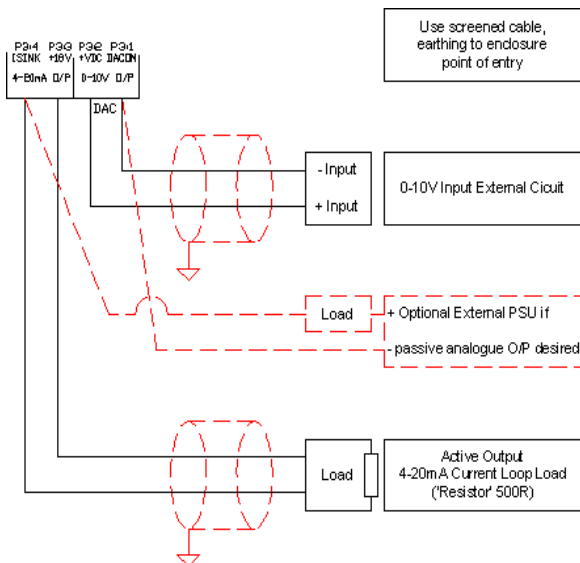 Use screened cable,
earthing to enclosure
point of entry
P3:4 P3:3 P3:2 P3:1
ISINK +18V +VDC DACON
4-20mA O/P 0-10V O/P
DAC
- Input
+ Input
0-10V Input External Cicuit
Load
+ Optional External PSU if
- passive analogue O/P desired
Load
Active Output
4-20mA Current Loop Load
('Resistor' 500R)